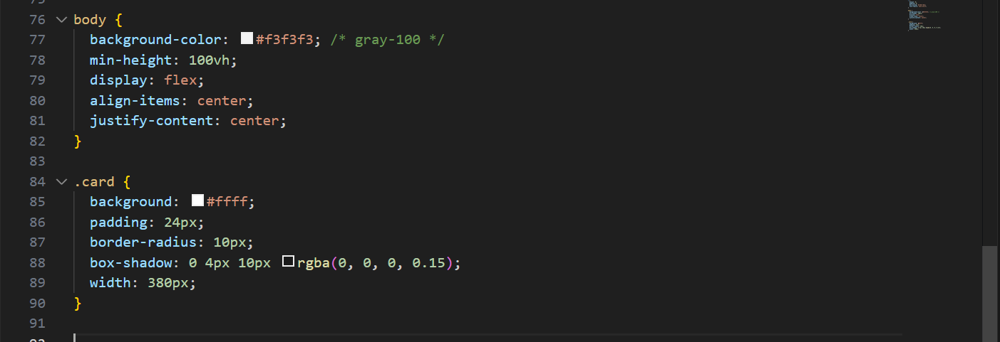 76 body {
77 background-color: #f3f3f3; /* gray-100 */
78 min-height: 100vh;
79 display: flex;
80 align-items: center;
81 justify-content: center;
82 }
83
84 .card {
85 background: #ffff;
86 padding: 24px;
87 border-radius: 10px;
88 box-shadow: 0 4px 10px rgba(0, 0, 0, 0.15);
89 width: 380px;
90 }
91